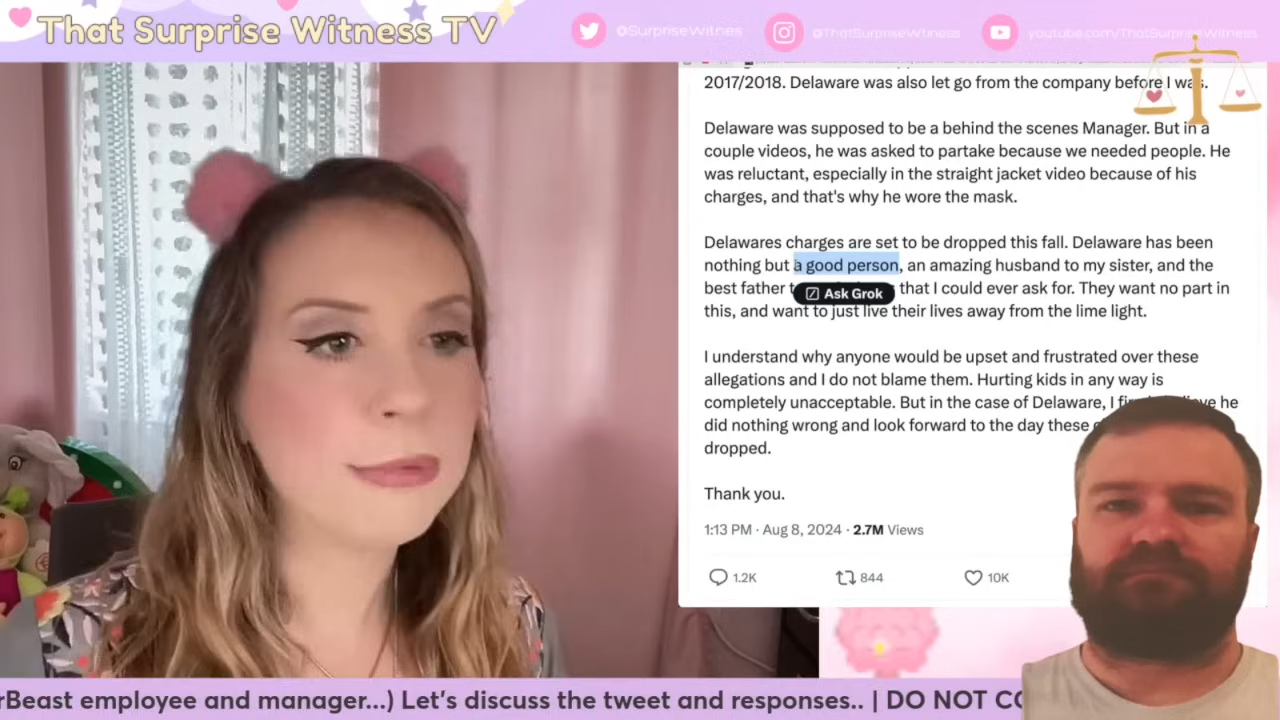 That Surprise Witness TV
@SurpriseWitnes
@ThatSurpriseWitness
youtube.com/ThatSurpriseWitness
2017/2018. Delaware was also let go from the company before I was.
Delaware was supposed to be a behind the scenes Manager. But in a
couple videos, he was asked to partake because we needed people. He
was reluctant, especially in the straight jacket video because of his
charges, and that's why he wore the mask.
Delawares charges are set to be dropped this fall. Delaware has been
nothing but a good person, an amazing husband to my sister, and the
best father that I could ever ask for. They want no part in
Ask Grok
this, and want to just live their lives away from the lime light.
I understand why anyone would be upset and frustrated over these
allegations and I do not blame them. Hurting kids in any way is
completely unacceptable. But in the case of Delaware, I he
did nothing wrong and look forward to the day these
dropped.
Thank you.
1:13 PM · Aug 8, 2024 · 2.7M Views
1.2K 844 10K
rBeast employee and manager...) Let's discuss the tweet and responses.. | DO NOT CO